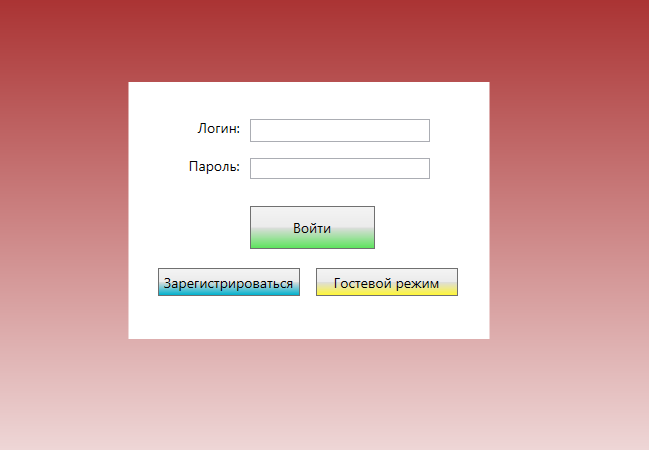 Логин:
Пароль:
Войти
Зарегистрироваться
Гостевой режим